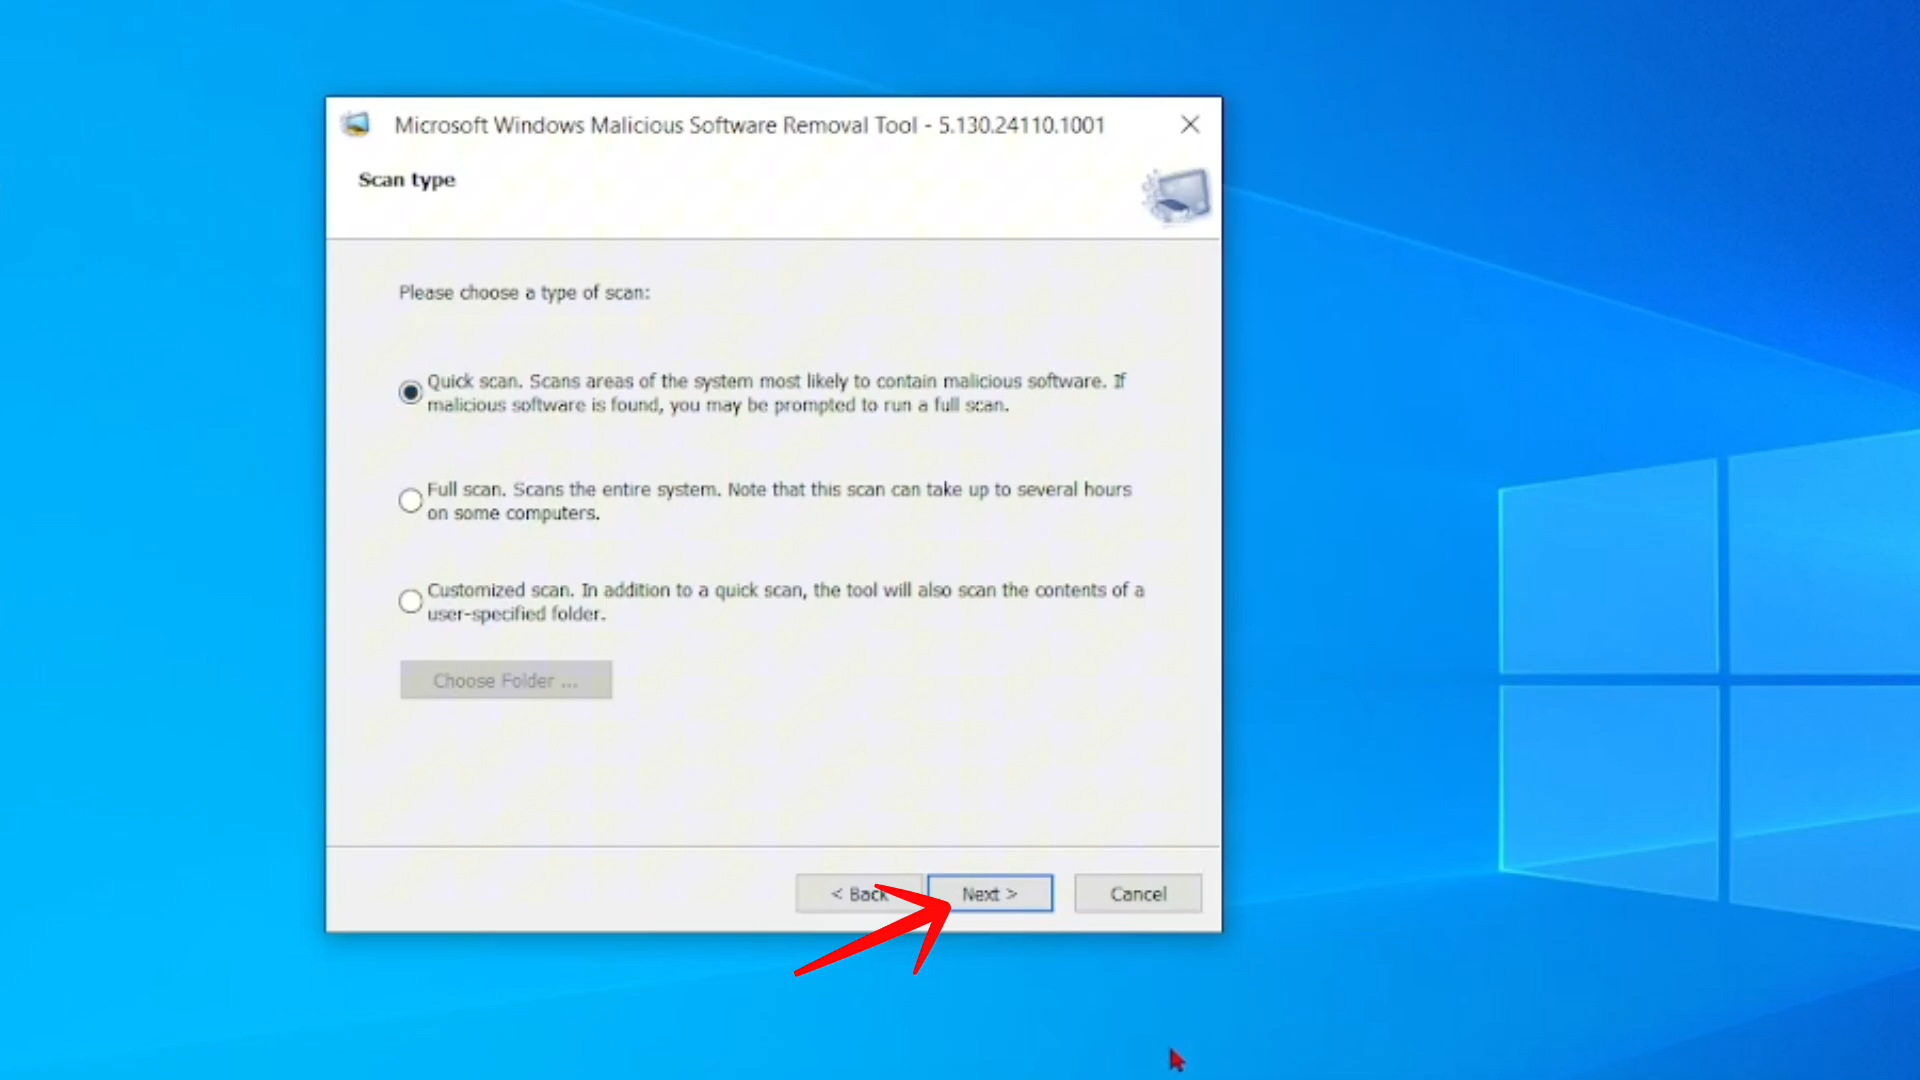 Microsoft Windows Malicious Software Removal Tool - 5.130.24110.1001
Scan type
Please choose a type of scan:
Quick scan. Scans areas of the system most likely to contain malicious software. If
malicious software is found, you may be prompted to run a full scan.
Full scan. Scans the entire system. Note that this scan can take up to several hours
on some computers.
Customized scan. In addition to a quick scan, the tool will also scan the contents of a
user-specified folder.
Choose Folder ...
< Back
Next >
Cancel